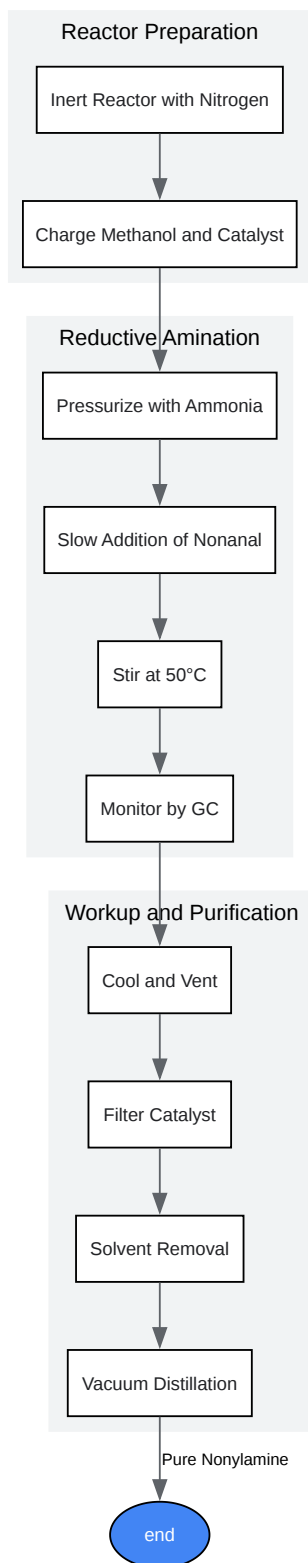 Reactor Preparation
Inert Reactor with Nitrogen
Charge Methanol and Catalyst
Reductive Amination
Pressurize with Ammonia
Slow Addition of Nonanal
Stir at 50°C
Monitor by GC
Workup and Purification
Cool and Vent
Filter Catalyst
Solvent Removal
Vacuum Distillation
Pure Nonylamine
end